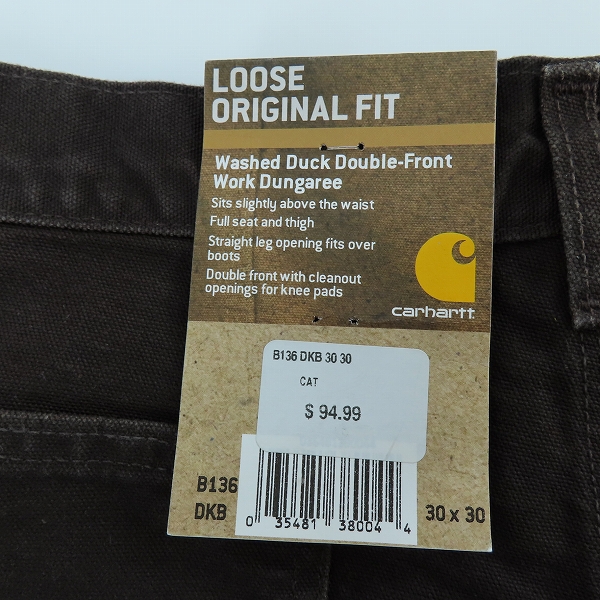 LOOSE
ORIGINAL FIT
Washed Duck Double-Front
Work Dungaree
Sits slightly above the waist
Full seat and thigh
Straight leg opening fits over
boots
Double front with cleanout
openings for knee pads
carhartt
B136 DKB 30 30
CAT
$ 94.99
B136
DKB
0 35481 38004 4
30 x 30